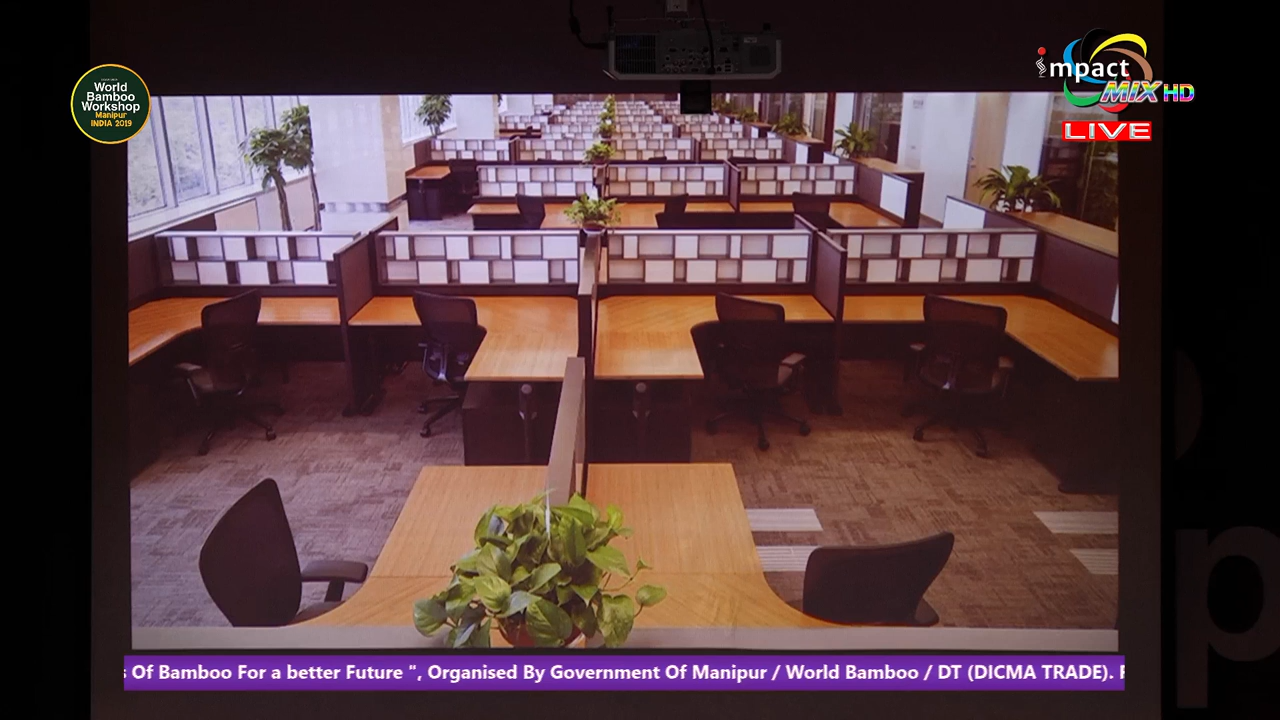 World
Bamboo
Workshop
Manipur
INDIA 2019
impact
MIX HD
LIVE
Of Bamboo For a better Future ", Organised By Government Of Manipur / World Bamboo / DT (DICMA TRADE).